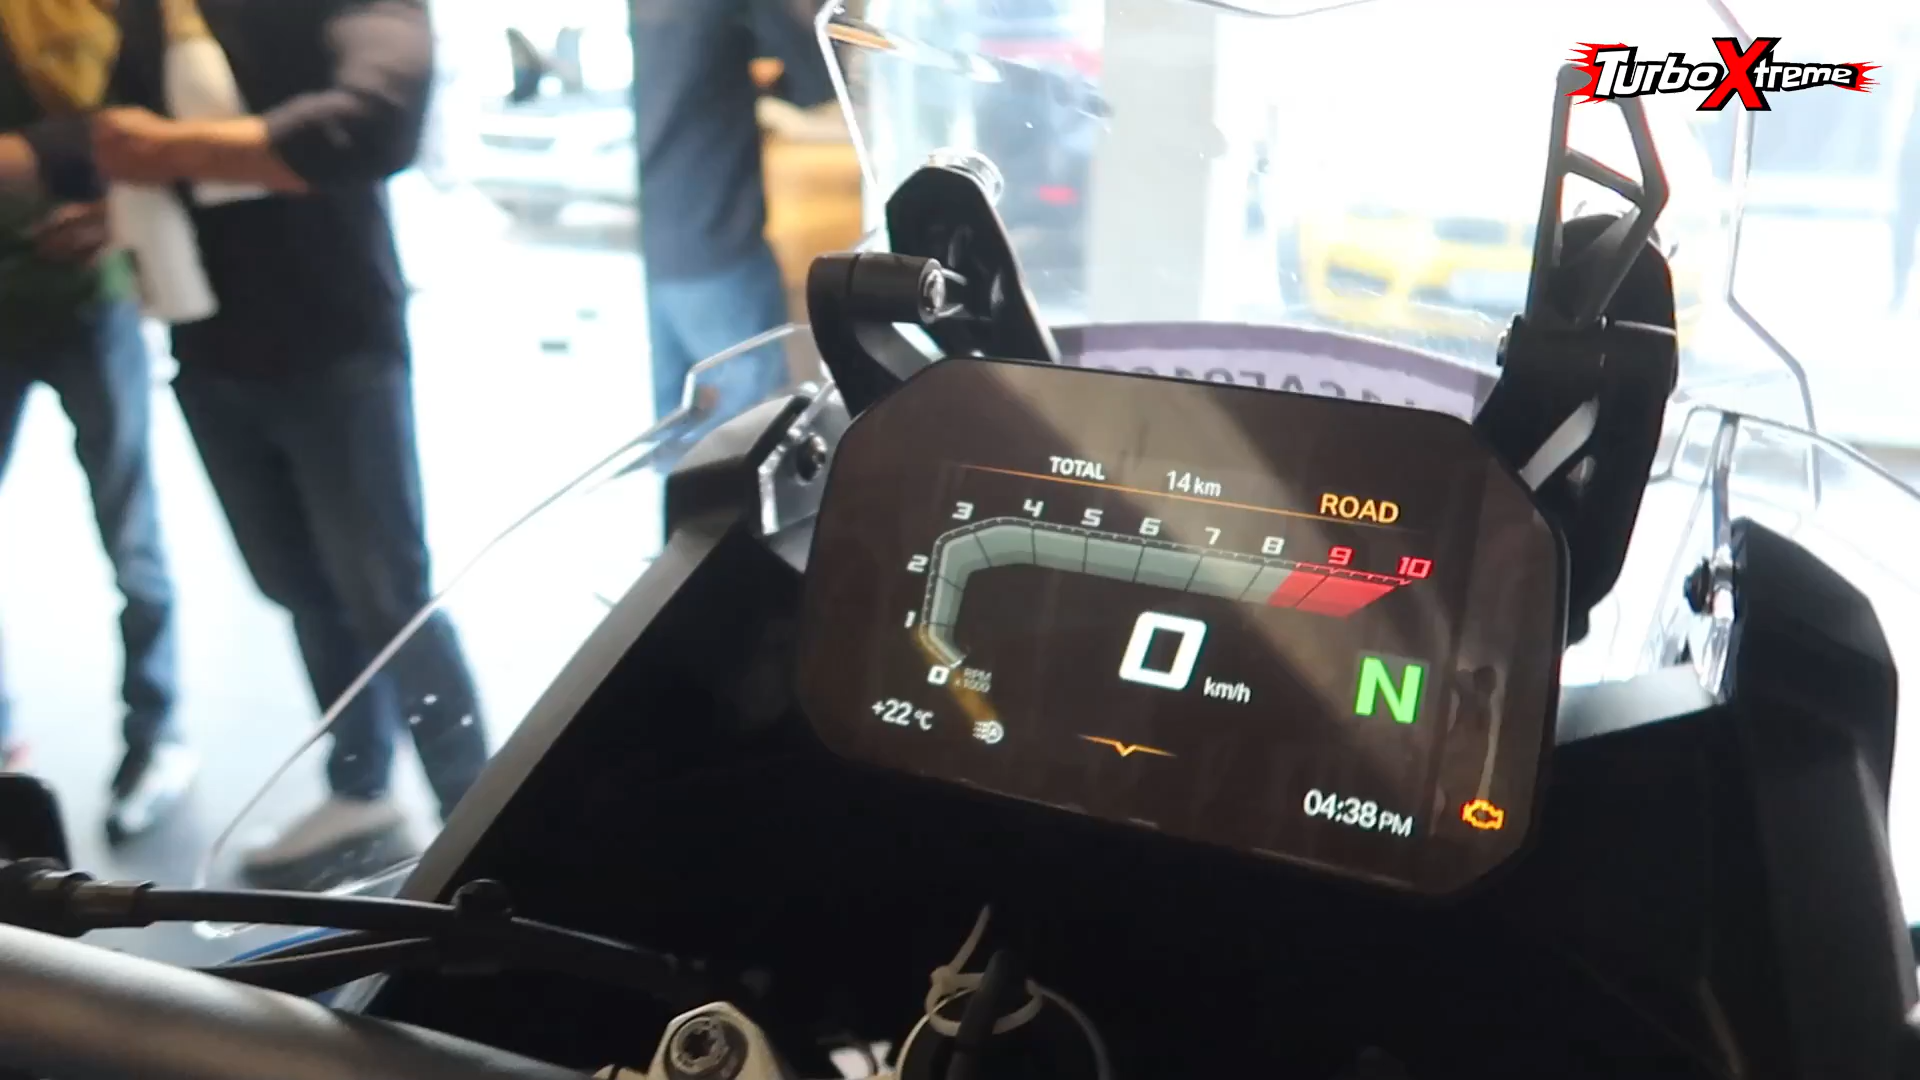 TurboXtreme
TOTAL 14 km
ROAD
3 4 5 6 7 8 9 10
2
1
0 RPM x1000
0 km/h
N
+22 °C
04:38 PM